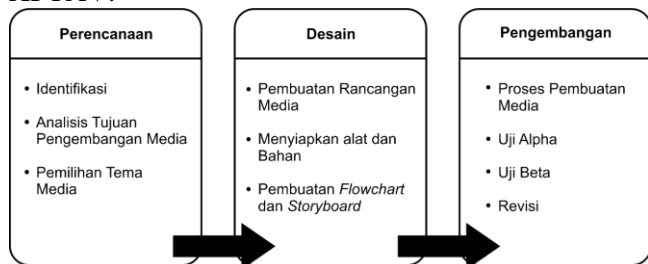 Perencanaan
• Identifikasi
• Analisis Tujuan
Pengembangan Media
• Pemilihan Tema
Media
Desain
• Pembuatan Rancangan
Media
• Menyiapkan alat dan
Bahan
• Pembuatan Flowchart
dan Storyboard
Pengembangan
• Proses Pembuatan
Media
• Uji Alpha
• Uji Beta
• Revisi